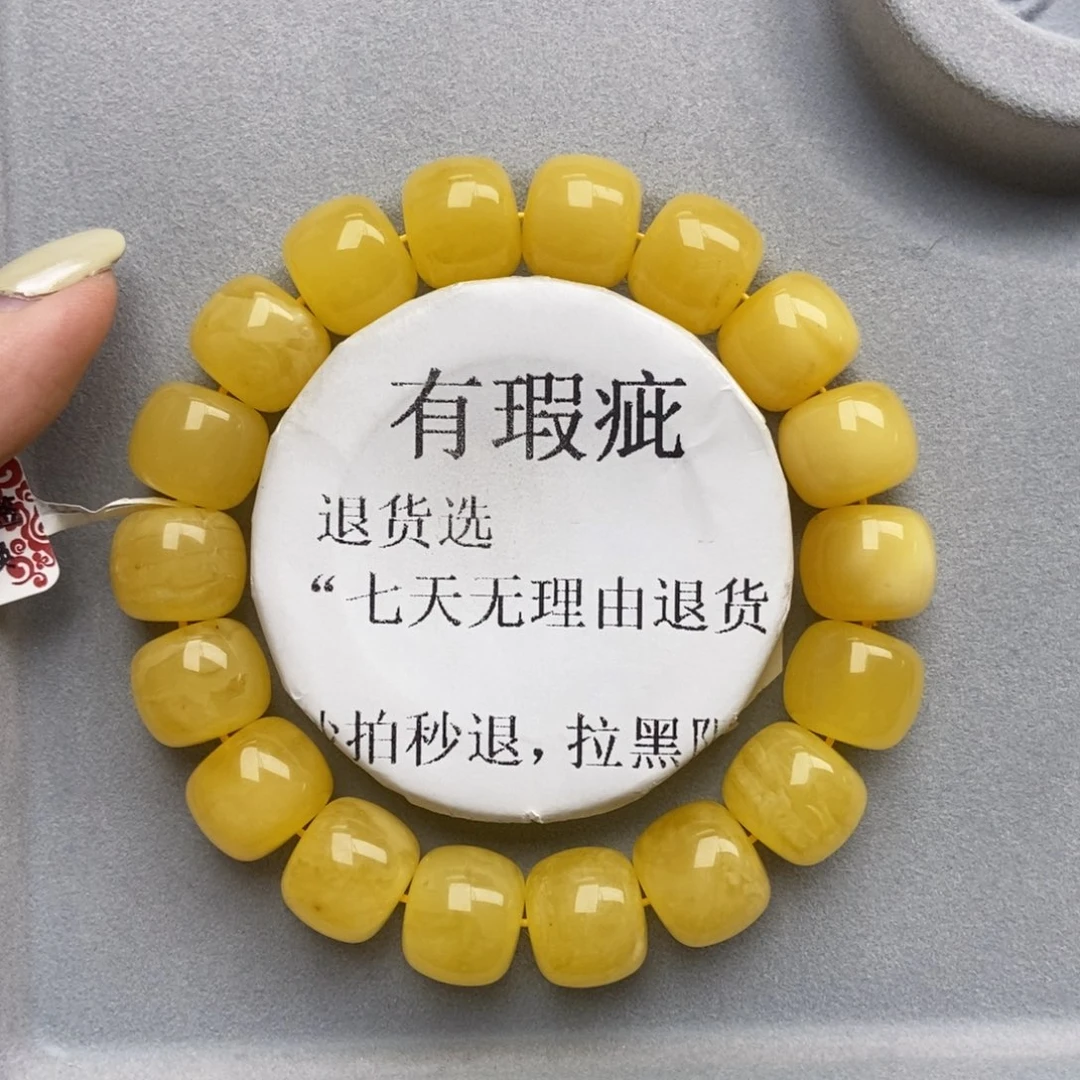 有瑕疵
退货选
“七天无理由退货
拍秒退，拉黑